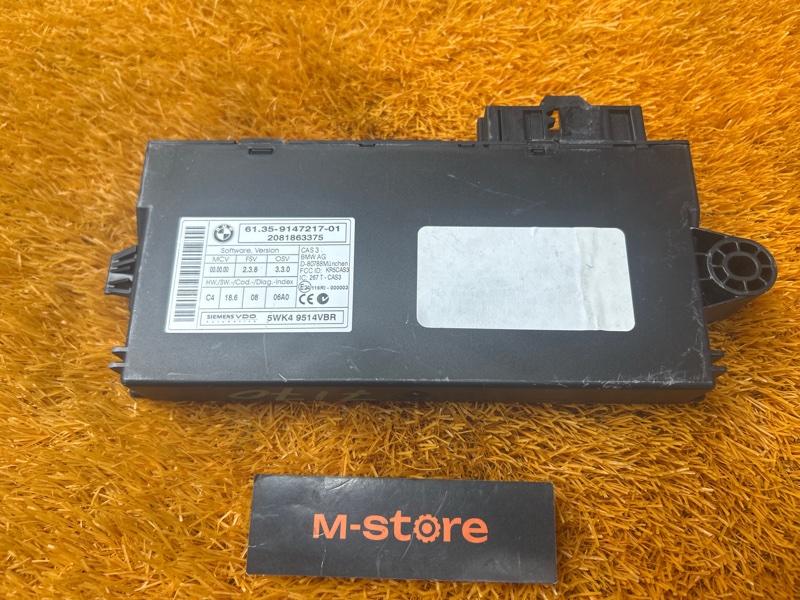 BMW
61.35-9147217-01
2081863375
Software, Version
MCV FSV OSV
00.00.00 2.3.8 3.3.0
HW./SW.-/Cod.-/Diag.-Index
C4 18.6 08 06A0
CAS 3
BMW AG
D-80788München
FCC ID: KR5CAS3
IC: 267 T - CAS3
CE
SIEMENS VDO
5WK4 9514VBR
M-store